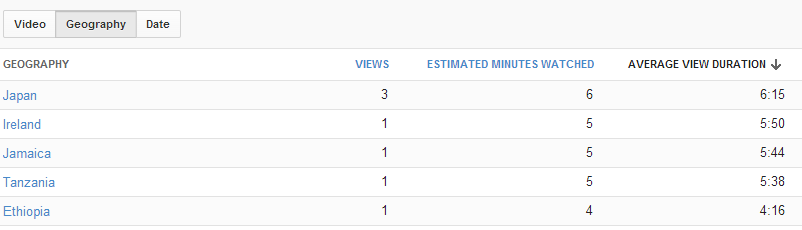 Video Geography Date
GEOGRAPHY VIEWS ESTIMATED MINUTES WATCHED AVERAGE VIEW DURATION
Japan 3 6 6:15
Ireland 1 5 5:50
Jamaica 1 5 5:44
Tanzania 1 5 5:38
Ethiopia 1 4 4:16